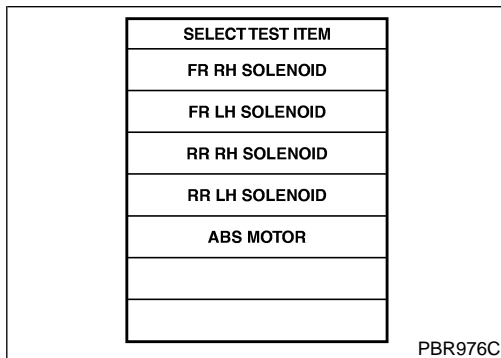 SELECT TEST ITEM
FR RH SOLENOID
FR LH SOLENOID
RR RH SOLENOID
RR LH SOLENOID
ABS MOTOR
PBR976C